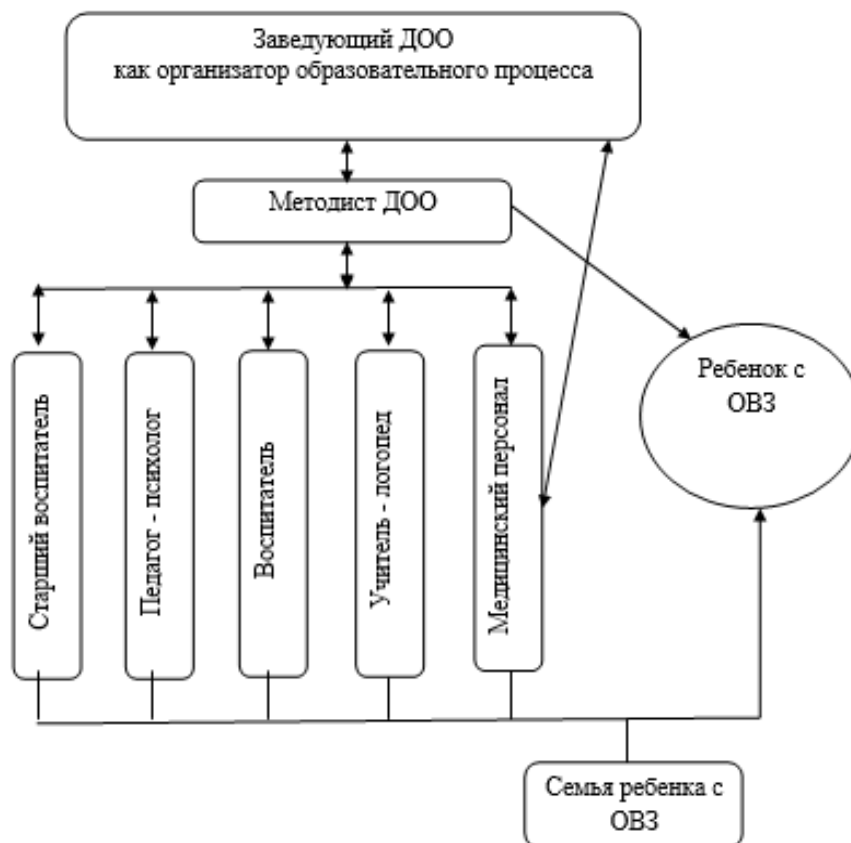 Заведующий ДОО
как организатор образовательного процесса
Методист ДОО
Старший воспитатель
Педагог - психолог
Воспитатель
Учитель - логопед
Медицинский персонал
Ребенок с
ОВЗ
Семья ребенка с
ОВЗ